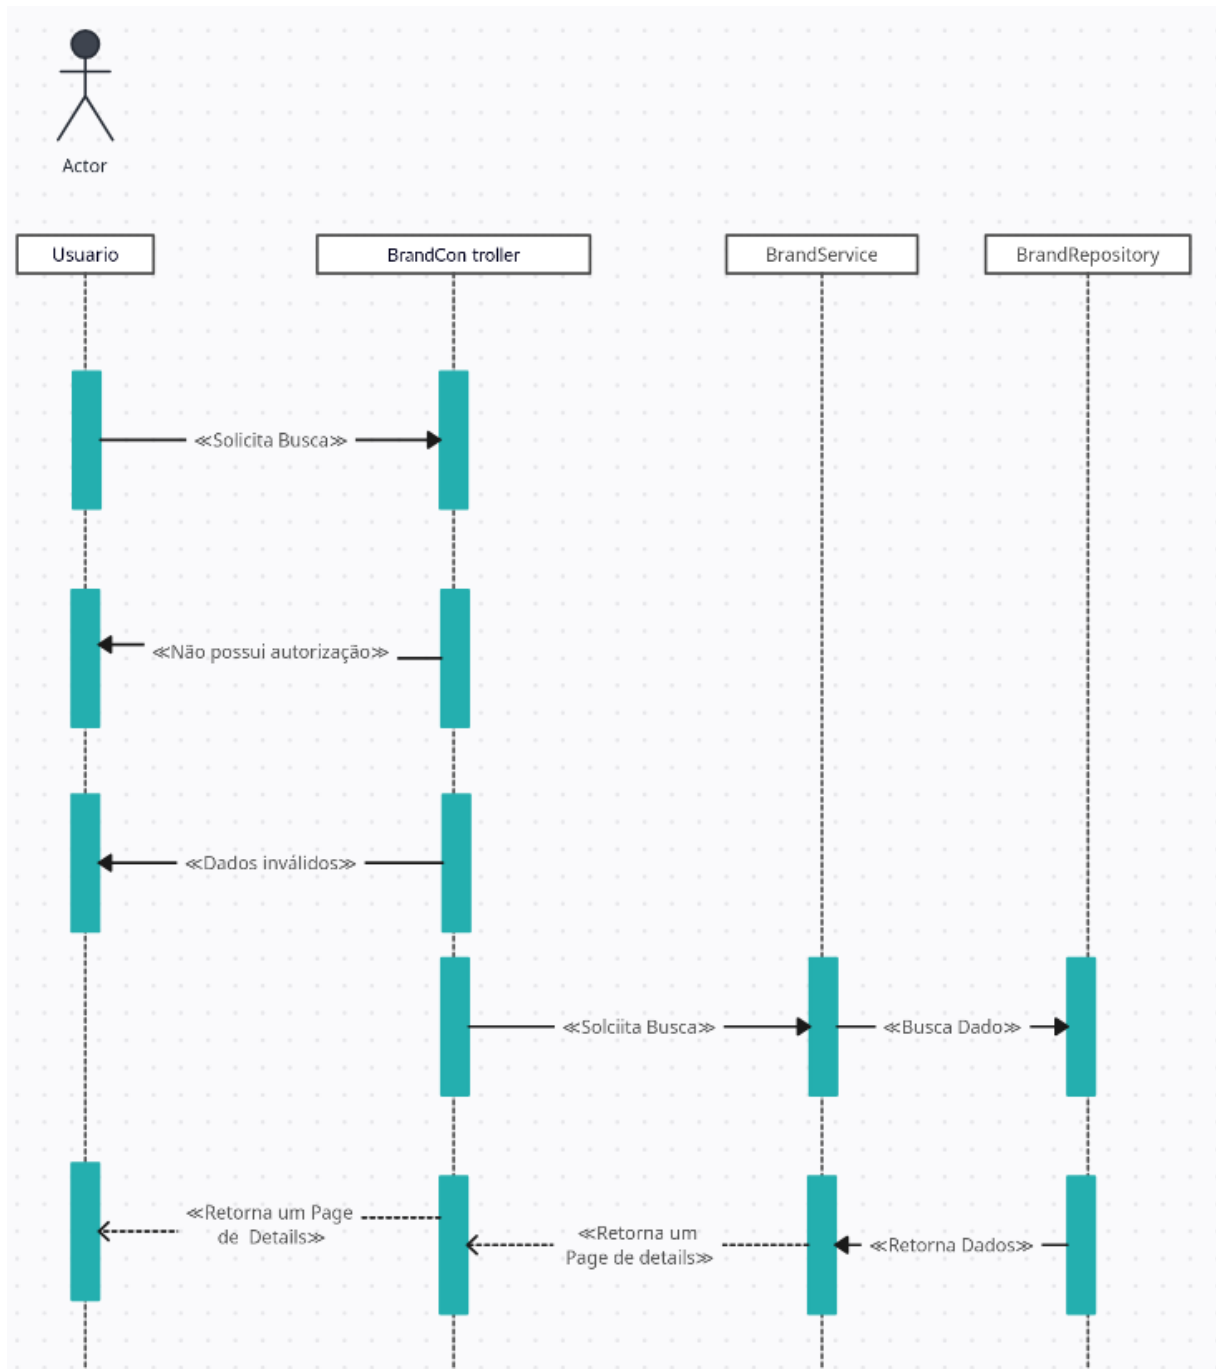 Actor
Usuario
BrandCon troller
BrandService
BrandRepository
≪Solicita Busca≫
≪Não possui autorização≫
≪Dados inválidos≫
≪Solciita Busca≫
≪Busca Dado≫
≪Retorna um Page
de Details≫
≪Retorna um
Page de details≫
≪Retorna Dados≫